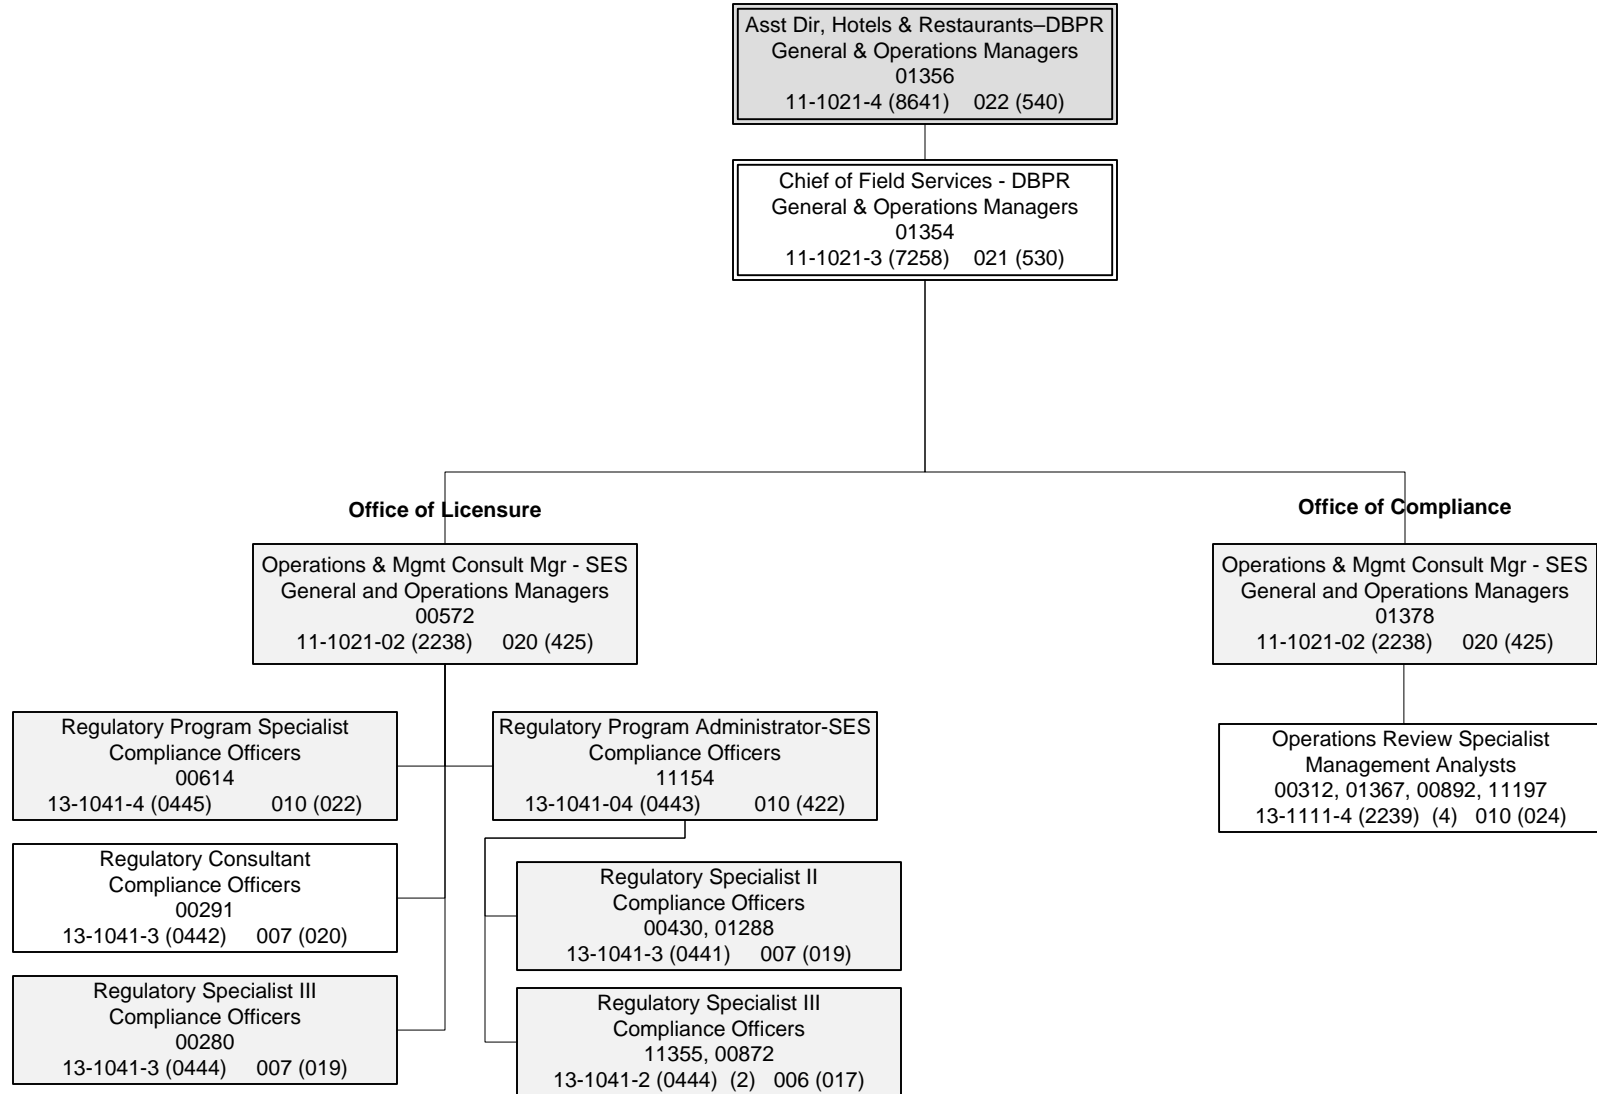 Asst Dir, Hotels & Restaurants–DBPR
General & Operations Managers
01356
11-1021-4 (8641) 022 (540)
Chief of Field Services - DBPR
General & Operations Managers
01354
11-1021-3 (7258) 021 (530)
Office of Licensure
Operations & Mgmt Consult Mgr - SES
General and Operations Managers
00572
11-1021-02 (2238) 020 (425)
Regulatory Program Specialist
Compliance Officers
00614
13-1041-4 (0445) 010 (022)
Regulatory Consultant
Compliance Officers
00291
13-1041-3 (0442) 007 (020)
Regulatory Specialist III
Compliance Officers
00280
13-1041-3 (0444) 007 (019)
Regulatory Program Administrator-SES
Compliance Officers
11154
13-1041-04 (0443) 010 (422)
Regulatory Specialist II
Compliance Officers
00430, 01288
13-1041-3 (0441) 007 (019)
Regulatory Specialist III
Compliance Officers
11355, 00872
13-1041-2 (0444) (2) 006 (017)
Office of Compliance
Operations & Mgmt Consult Mgr - SES
General and Operations Managers
01378
11-1021-02 (2238) 020 (425)
Operations Review Specialist
Management Analysts
00312, 01367, 00892, 11197
13-1111-4 (2239) (4) 010 (024)